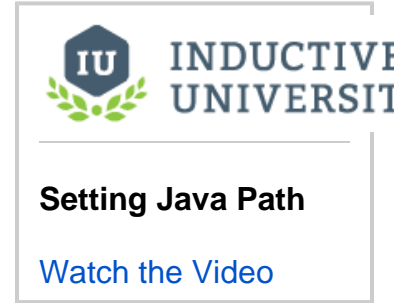 IU
INDUCTIVE
UNIVERSIT
Setting Java Path
Watch the Video